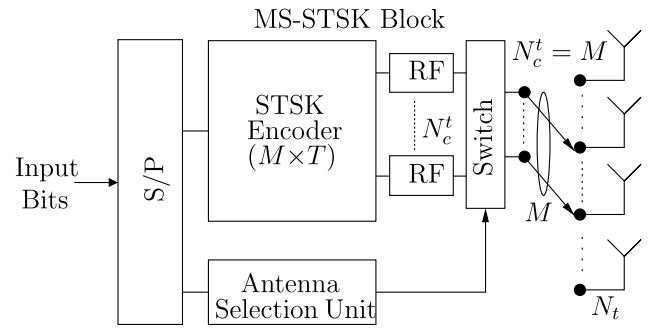 MS-STSK Block
Input
Bits
S/P
STSK
Encoder
(M×T)
RF
N_c^t
RF
Switch
N_c^t = M
M
N_t
Antenna
Selection Unit